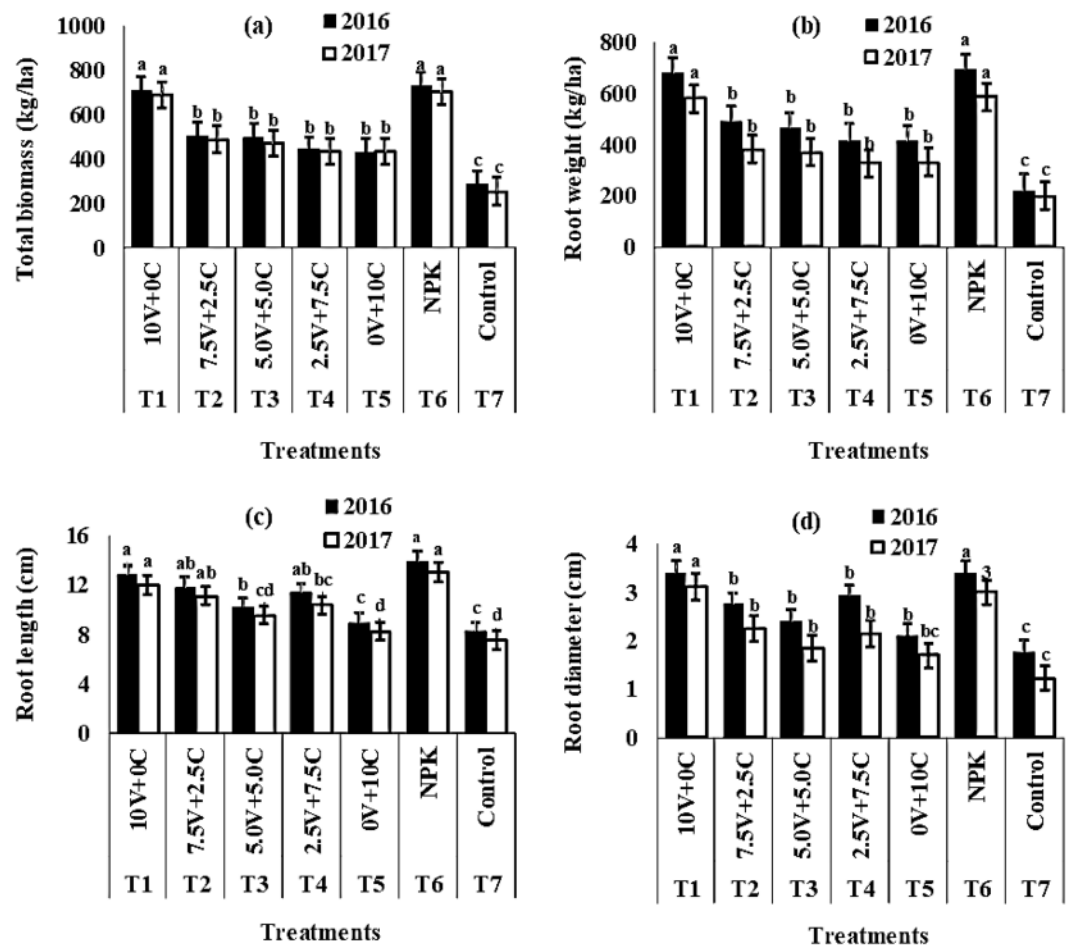 (a)
2016
2017
Total biomass (kg/ha)
1000
800
600
400
200
0
a a b b b b b b b b a a c c
10V+0C 7.5V+2.5C 5.0V+5.0C 2.5V+7.5C 0V+10C NPK Control
T1 T2 T3 T4 T5 T6 T7
Treatments
(b)
2016
2017
Root weight (kg/ha)
800
600
400
200
0
a a b b b b b b b b a a c c
10V+0C 7.5V+2.5C 5.0V+5.0C 2.5V+7.5C 0V+10C NPK Control
T1 T2 T3 T4 T5 T6 T7
Treatments
(c)
2016
2017
Root length (cm)
16
12
8
4
0
a a ab ab b cd ab bc c d a a c d
10V+0C 7.5V+2.5C 5.0V+5.0C 2.5V+7.5C 0V+10C NPK Control
T1 T2 T3 T4 T5 T6 T7
Treatments
(d)
2016
2017
Root diameter (cm)
4
3
2
1
0
a a b b b b b b b bc a 3 c c
10V+0C 7.5V+2.5C 5.0V+5.0C 2.5V+7.5C 0V+10C NPK Control
T1 T2 T3 T4 T5 T6 T7
Treatments